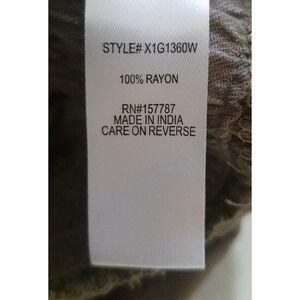 STYLE# X1G1360W
100% RAYON
RN#157787
MADE IN INDIA
CARE ON REVERSE